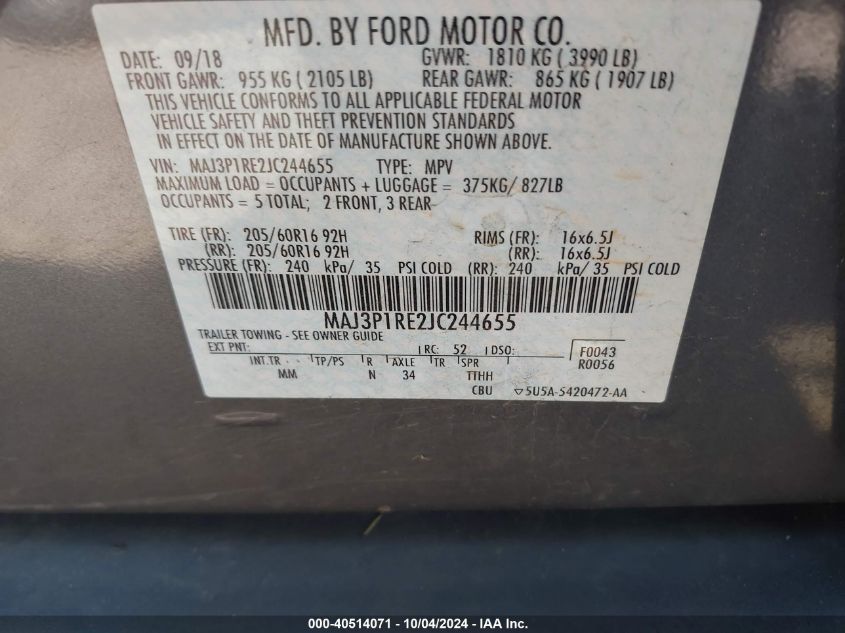 MFD. BY FORD MOTOR CO.
DATE: 09/18 GVWR: 1810 KG ( 3990 LB)
FRONT GAWR: 955 KG ( 2105 LB) REAR GAWR: 865 KG ( 1907 LB)
THIS VEHICLE CONFORMS TO ALL APPLICABLE FEDERAL MOTOR
VEHICLE SAFETY AND THEFT PREVENTION STANDARDS
IN EFFECT ON THE DATE OF MANUFACTURE SHOWN ABOVE.
VIN: MAJ3P1RE2JC244655 TYPE: MPV
MAXIMUM LOAD = OCCUPANTS + LUGGAGE = 375KG/ 827LB
OCCUPANTS = 5 TOTAL; 2 FRONT, 3 REAR
TIRE (FR): 205/60R16 92H RIMS (FR): 16x6.5J
(RR): 205/60R16 92H (RR): 16x6.5J
PRESSURE (FR): 240 kPa/ 35 PSI COLD (RR): 240 kPa/ 35 PSI COLD
MAJ3P1RE2JC244655
TRAILER TOWING - SEE OWNER GUIDE
EXT PNT: RC: 52 DSO: F0043
R0056
INT.TR TP/PS R AXLE TR SPR
MM N 34 TTHH
CBU 5U5A-5420472-AA
000-40514071 - 10/04/2024 - IAA Inc.